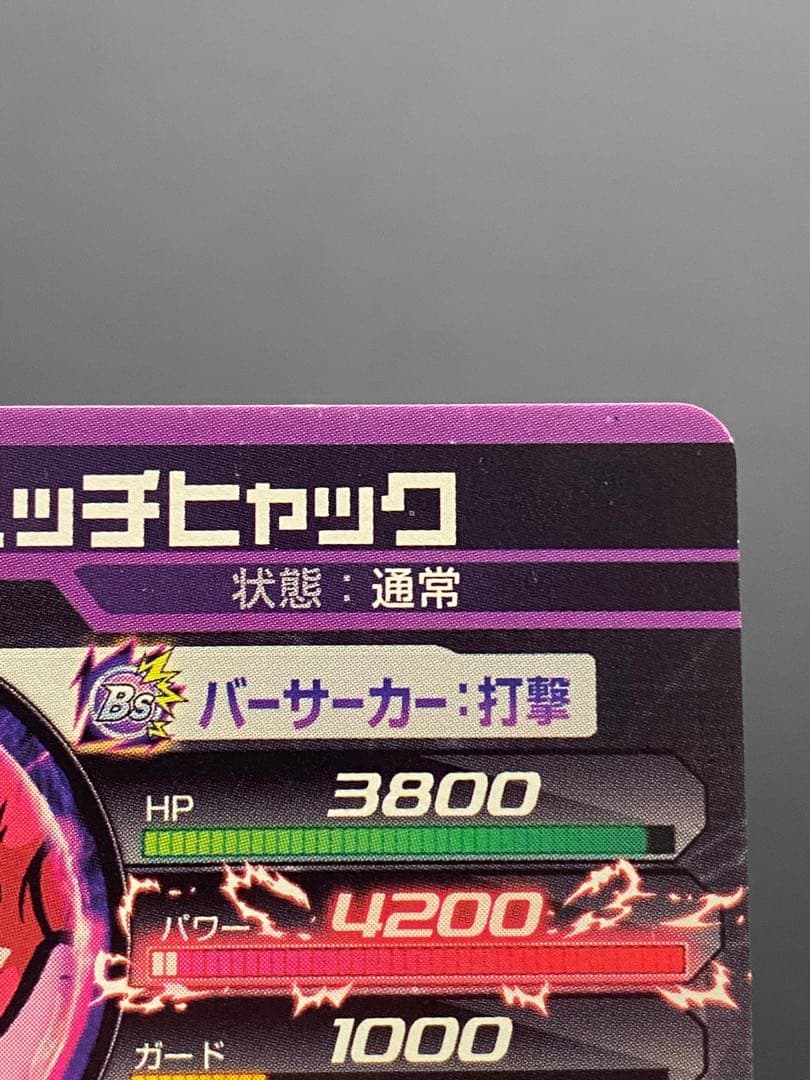 ッチヒャック
状態：通常
Bs バーサーカー：打撃
HP 3800
パワー 4200
ガード 1000